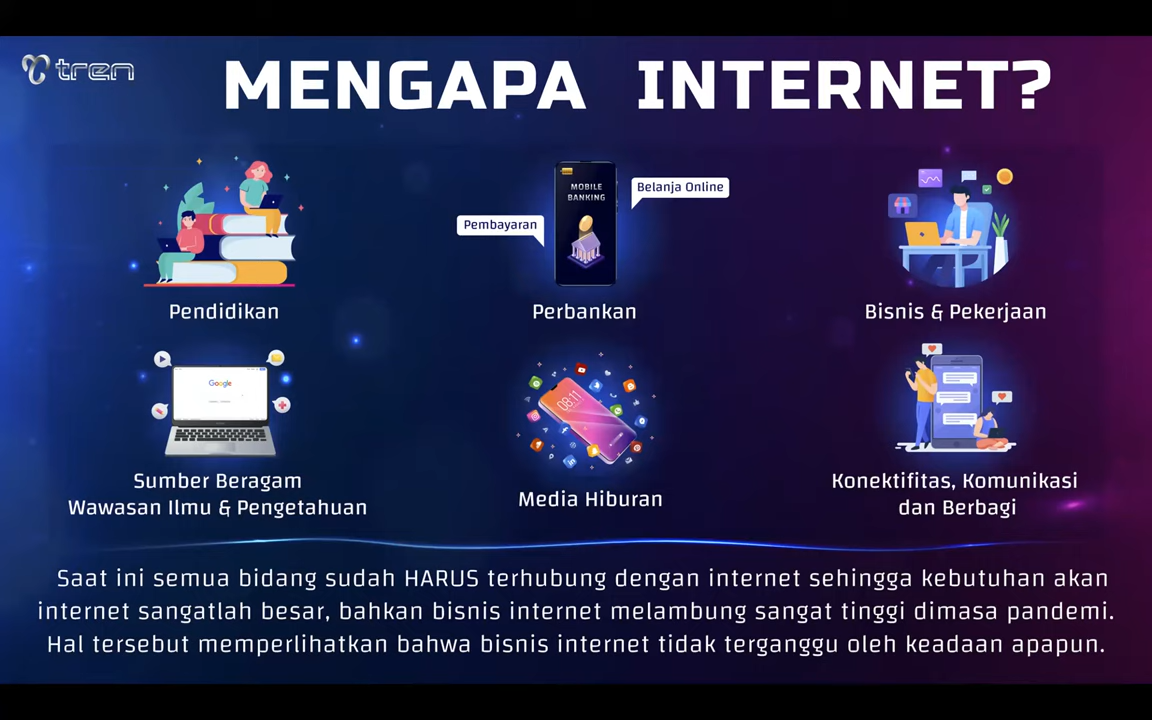 tren
MENGAPA INTERNET?
Pendidikan
Pembayaran
MOBILE
BANKING
Belanja Online
Perbankan
Bisnis & Pekerjaan
Google
Sumber Beragam
Wawasan Ilmu & Pengetahuan
08:11
Media Hiburan
Konektifitas, Komunikasi
dan Berbagi
Saat ini semua bidang sudah HARUS terhubung dengan internet sehingga kebutuhan akan
internet sangatlah besar, bahkan bisnis internet melambung sangat tinggi dimasa pandemi.
Hal tersebut memperlihatkan bahwa bisnis internet tidak terganggu oleh keadaan apapun.